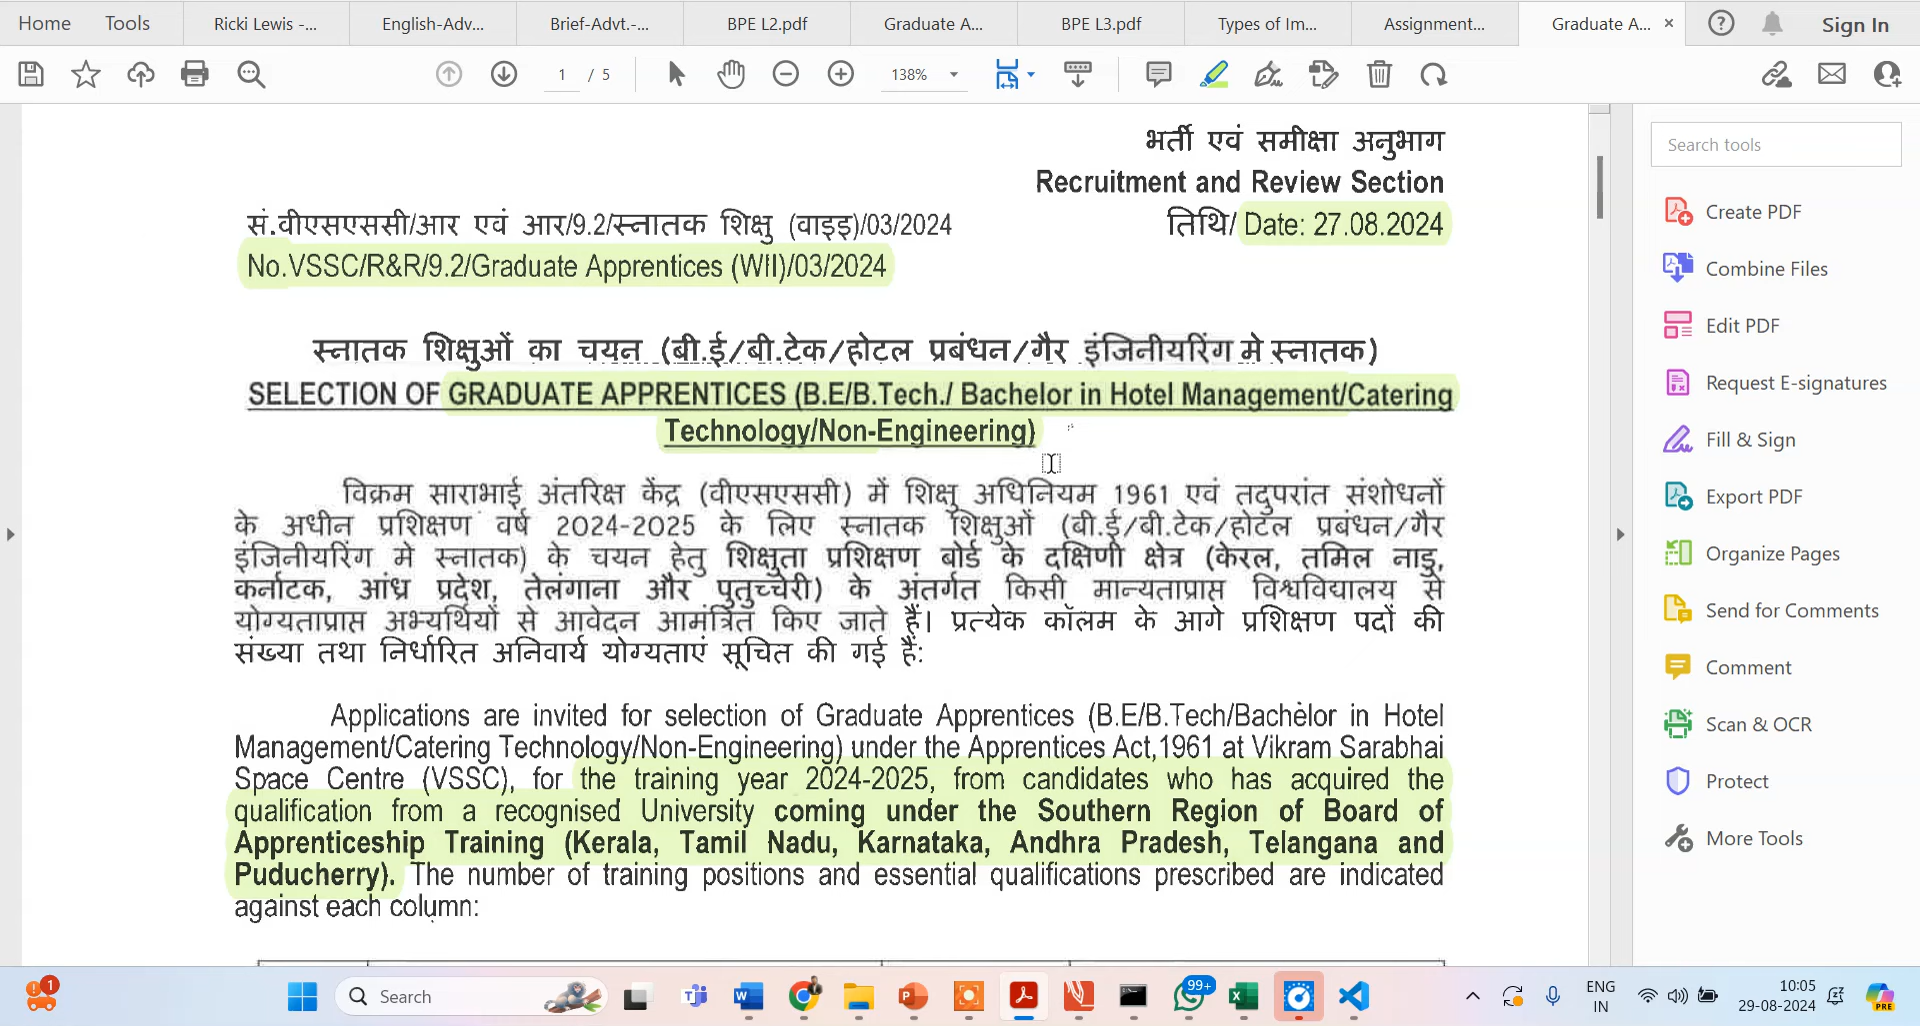 Home Tools Ricki Lewis -... English-Adv... Brief-Advt.-... BPE L2.pdf Graduate A... BPE L3.pdf Types of Im... Assignment... Graduate A... × Sign In
1 / 5 138%
भर्ती एवं समीक्षा अनुभाग
Recruitment and Review Section
सं.वीएसएससी/आर एवं आर/9.2/स्नातक शिक्षु (वाइइ)/03/2024 तिथि/ Date: 27.08.2024
No.VSSC/R&R/9.2/Graduate Apprentices (WII)/03/2024
स्नातक शिक्षुओं का चयन (बी.ई/बी.टेक/होटल प्रबंधन/गैर इंजिनीयरिंग मे स्नातक)
SELECTION OF GRADUATE APPRENTICES (B.E/B.Tech./ Bachelor in Hotel Management/Catering
Technology/Non-Engineering)
विक्रम साराभाई अंतरिक्ष केंद्र (वीएसएससी) में शिक्षु अधिनियम 1961 एवं तदुपरांत संशोधनों
के अधीन प्रशिक्षण वर्ष 2024-2025 के लिए स्नातक शिक्षुओं (बी.ई/बी.टेक/होटल प्रबंधन/गैर
इंजिनीयरिंग मे स्नातक) के चयन हेतु शिक्षुता प्रशिक्षण बोर्ड के दक्षिणी क्षेत्र (केरल, तमिल नाडु,
कर्नाटक, आंध्र प्रदेश, तेलंगाना और पुतुच्चेरी) के अंतर्गत किसी मान्यताप्राप्त विश्वविद्यालय से
योग्यताप्राप्त अभ्यर्थियों से आवेदन आमंत्रित किए जाते हैं। प्रत्येक कॉलम के आगे प्रशिक्षण पदों की
संख्या तथा निर्धारित अनिवार्य योग्यताएं सूचित की गई हैं:
Applications are invited for selection of Graduate Apprentices (B.E/B.Tech/Bachelor in Hotel
Management/Catering Technology/Non-Engineering) under the Apprentices Act,1961 at Vikram Sarabhai
Space Centre (VSSC), for the training year 2024-2025, from candidates who has acquired the
qualification from a recognised University coming under the Southern Region of Board of
Apprenticeship Training (Kerala, Tamil Nadu, Karnataka, Andhra Pradesh, Telangana and
Puducherry). The number of training positions and essential qualifications prescribed are indicated
against each column:
Search tools
Create PDF
Combine Files
Edit PDF
Request E-signatures
Fill & Sign
Export PDF
Organize Pages
Send for Comments
Comment
Scan & OCR
Protect
More Tools
1 Search 99+ ENG 10:05
IN 29-08-2024 PRE